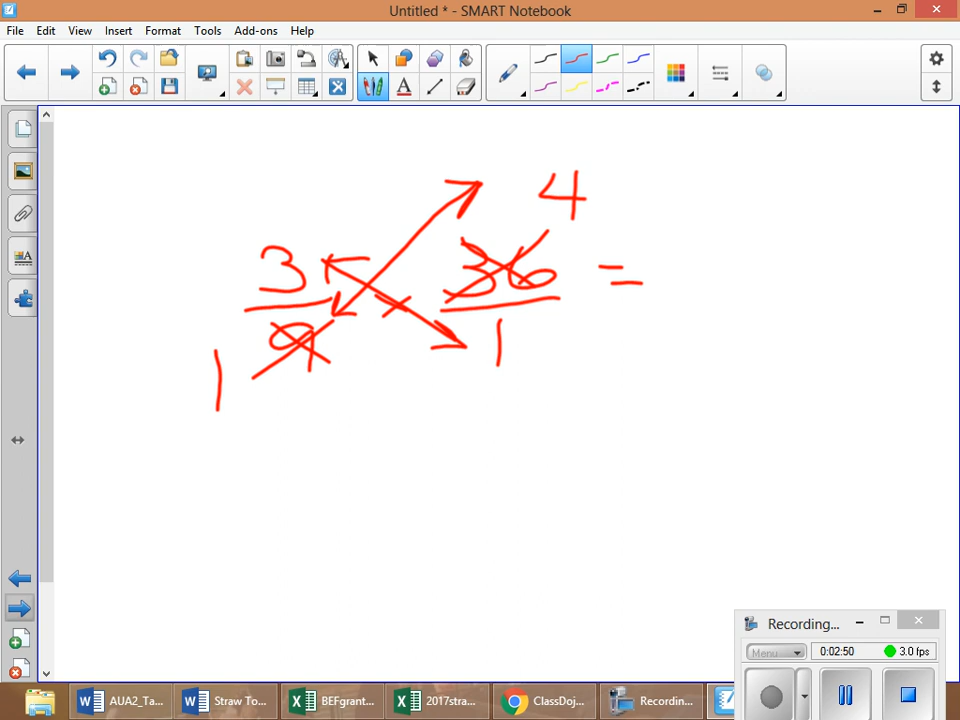 Untitled * - SMART Notebook
File Edit View Insert Format Tools Add-ons Help
4
3 36 =
9 1
1
Recording...
Menu 0:02:50 3.0 fps
AUA2_Ta... Straw To... BEFgrant... 2017stra... ClassDoj... Recording...